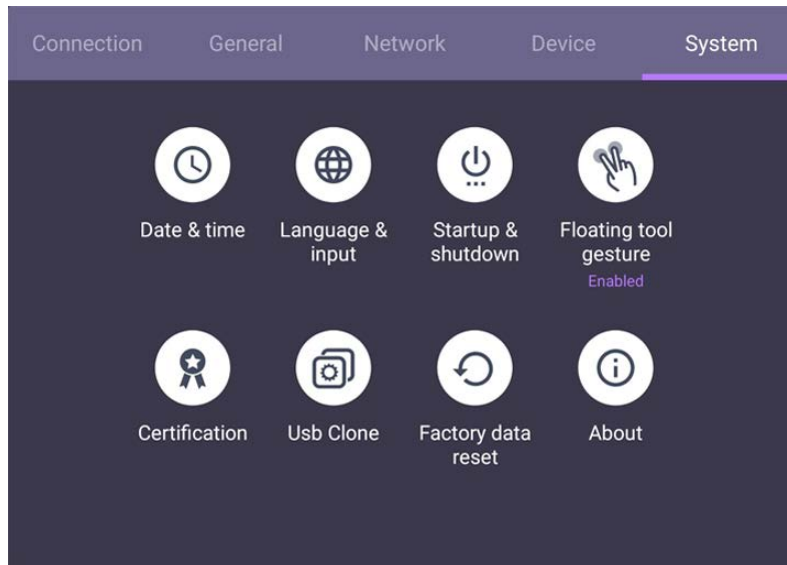 Connection General Network Device System
Date & time
Language &
input
Startup &
shutdown
Floating tool
gesture
Enabled
Certification
Usb Clone
Factory data
reset
About